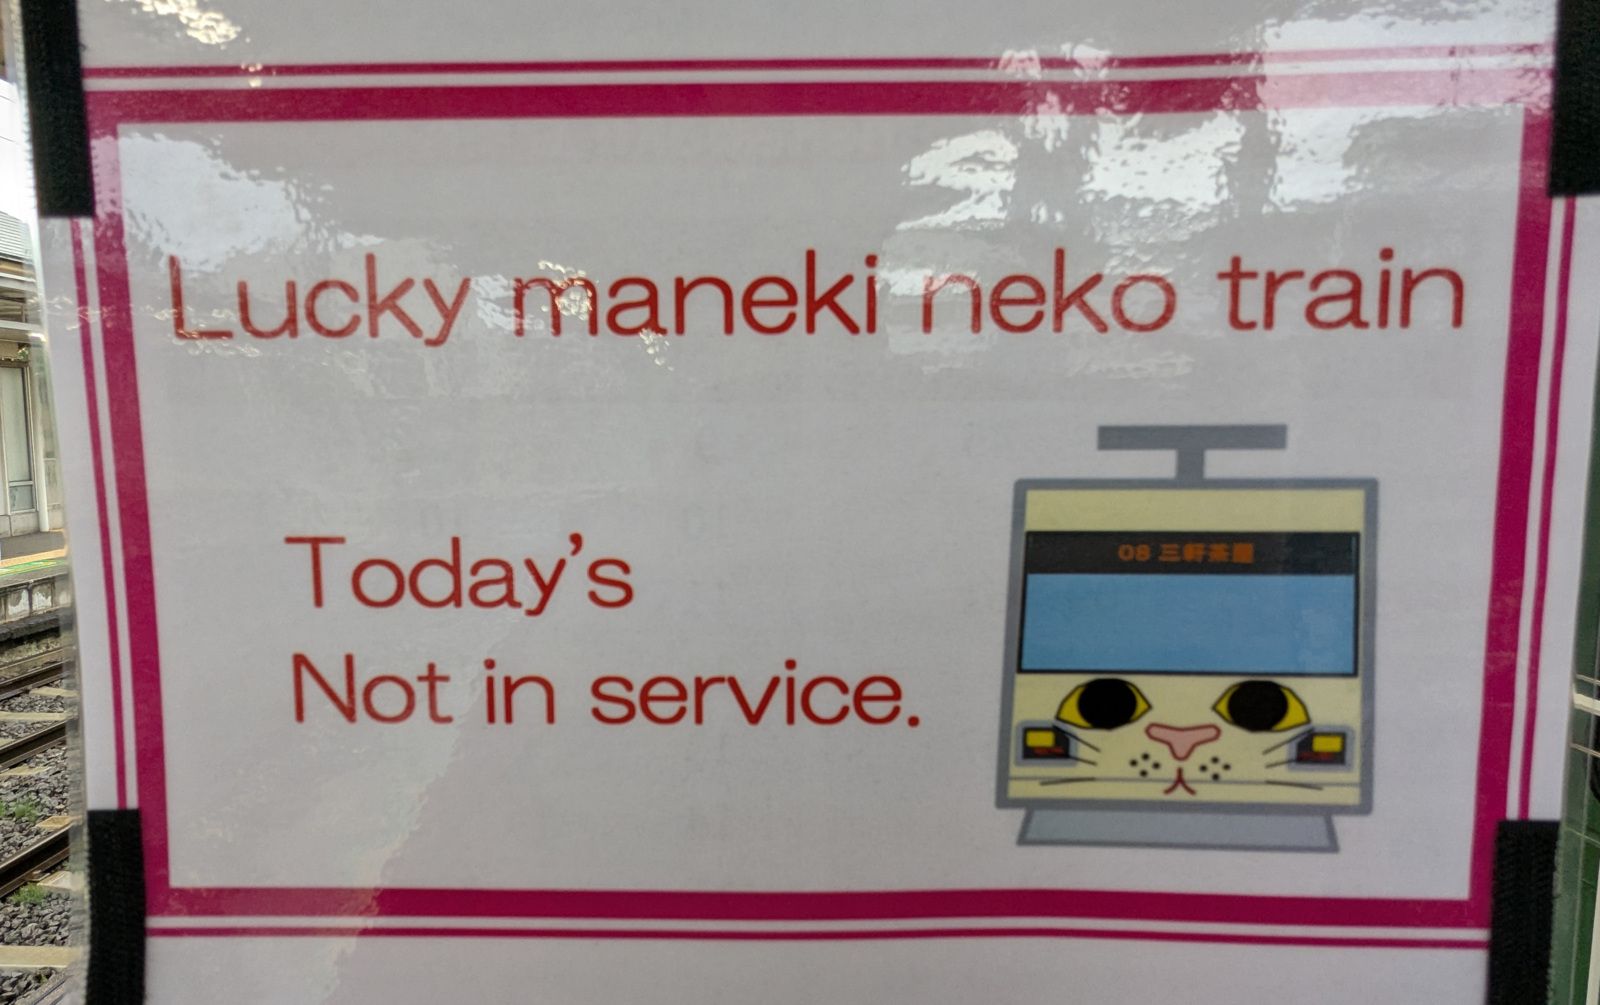 Lucky maneki neko train
Today's
Not in service.
08 三軒茶屋